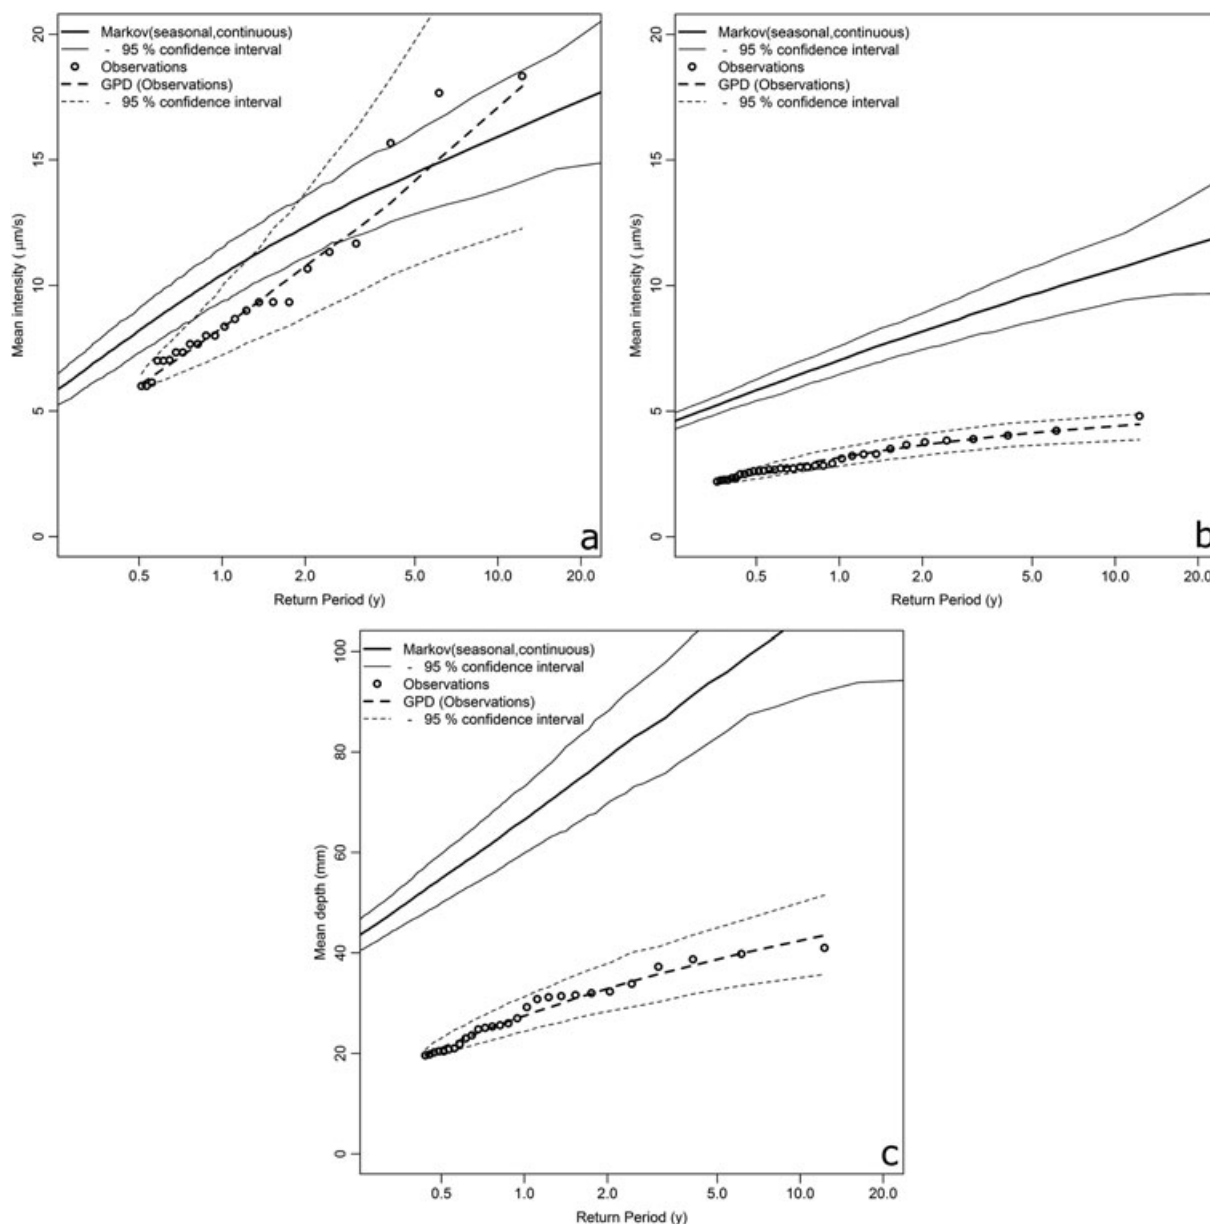 Markov(seasonal,continuous)
- 95 % confidence interval
Observations
GPD (Observations)
- 95 % confidence interval
Mean intensity ( μm/s)
20
15
10
5
0
0.5 1.0 2.0 5.0 10.0 20.0
Return Period (y)
a
Markov(seasonal,continuous)
- 95 % confidence interval
Observations
GPD (Observations)
- 95 % confidence interval
Mean intensity ( μm/s)
20
15
10
5
0
0.5 1.0 2.0 5.0 10.0 20.0
Return Period (y)
b
Markov(seasonal,continuous)
- 95 % confidence interval
Observations
GPD (Observations)
- 95 % confidence interval
Mean depth (mm)
100
80
60
40
20
0
0.5 1.0 2.0 5.0 10.0 20.0
Return Period (y)
c